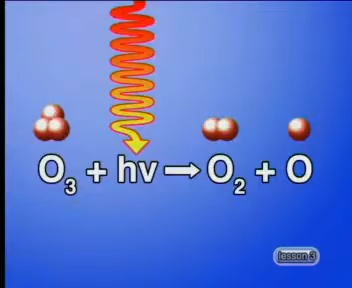 O₃ + hv → O₂ + O
lesson 3